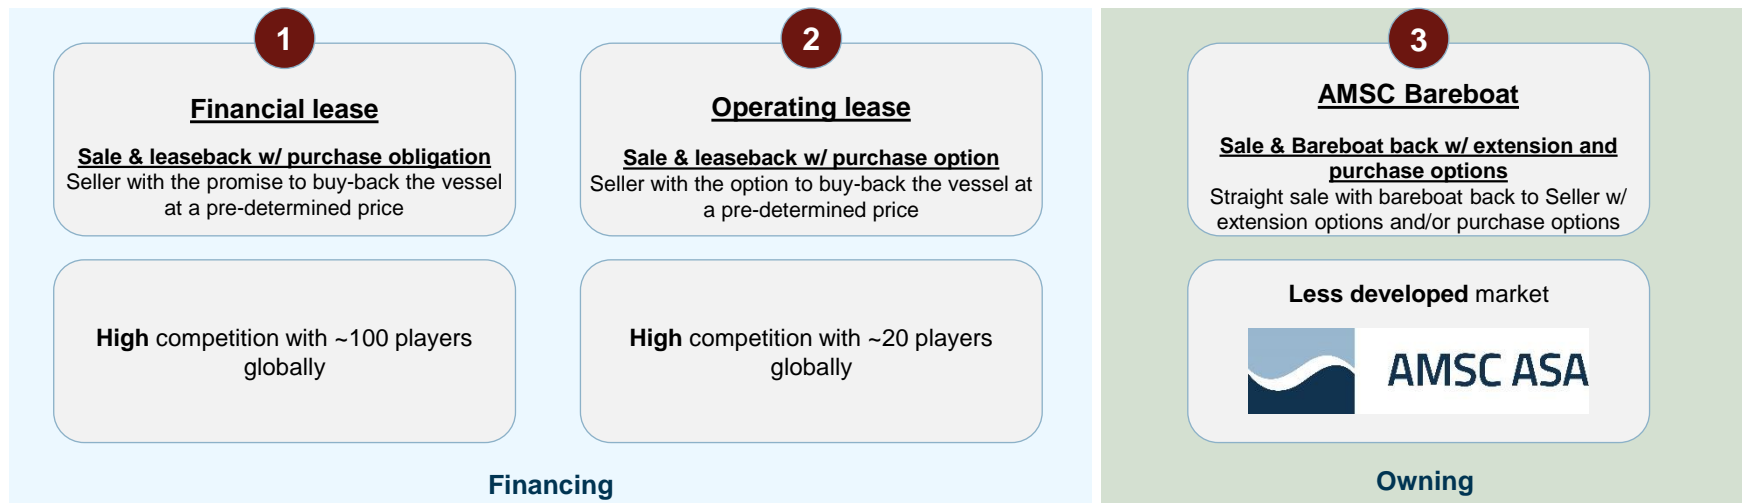 1
Financial lease
Sale & leaseback w/ purchase obligation
Seller with the promise to buy-back the vessel
at a pre-determined price
High competition with ~100 players
globally
2
Operating lease
Sale & leaseback w/ purchase option
Seller with the option to buy-back the vessel at
a pre-determined price
High competition with ~20 players
globally
Financing
3
AMSC Bareboat
Sale & Bareboat back w/ extension and
purchase options
Straight sale with bareboat back to Seller w/
extension options and/or purchase options
Less developed market
AMSC ASA
Owning